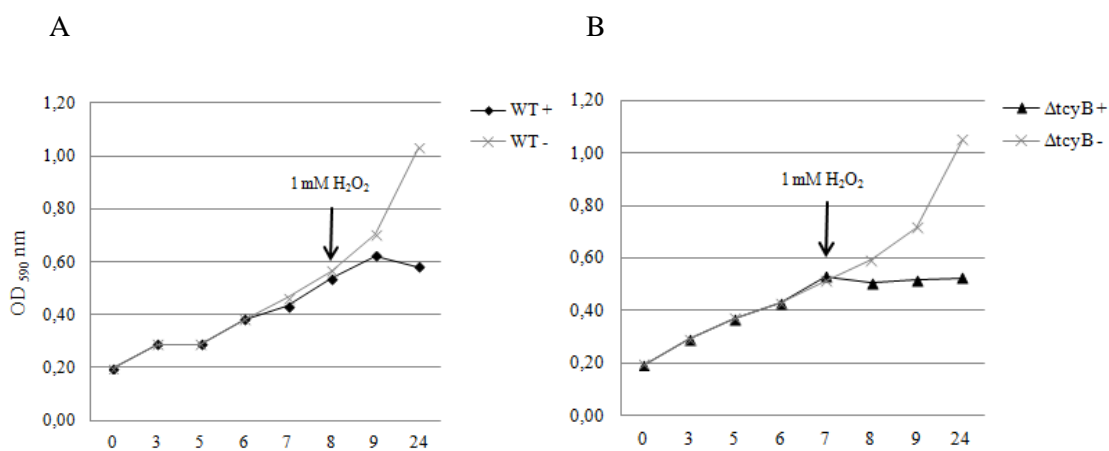 A
B
1,20
1,00
0,80
0,60
0,40
0,20
0,00
OD 590 nm
1 mM H₂O₂
WT +
WT -
0 3 5 6 7 8 9 24
1,20
1,00
0,80
0,60
0,40
0,20
0,00
1 mM H₂O₂
ΔtcyB +
ΔtcyB -
0 3 5 6 7 8 9 24